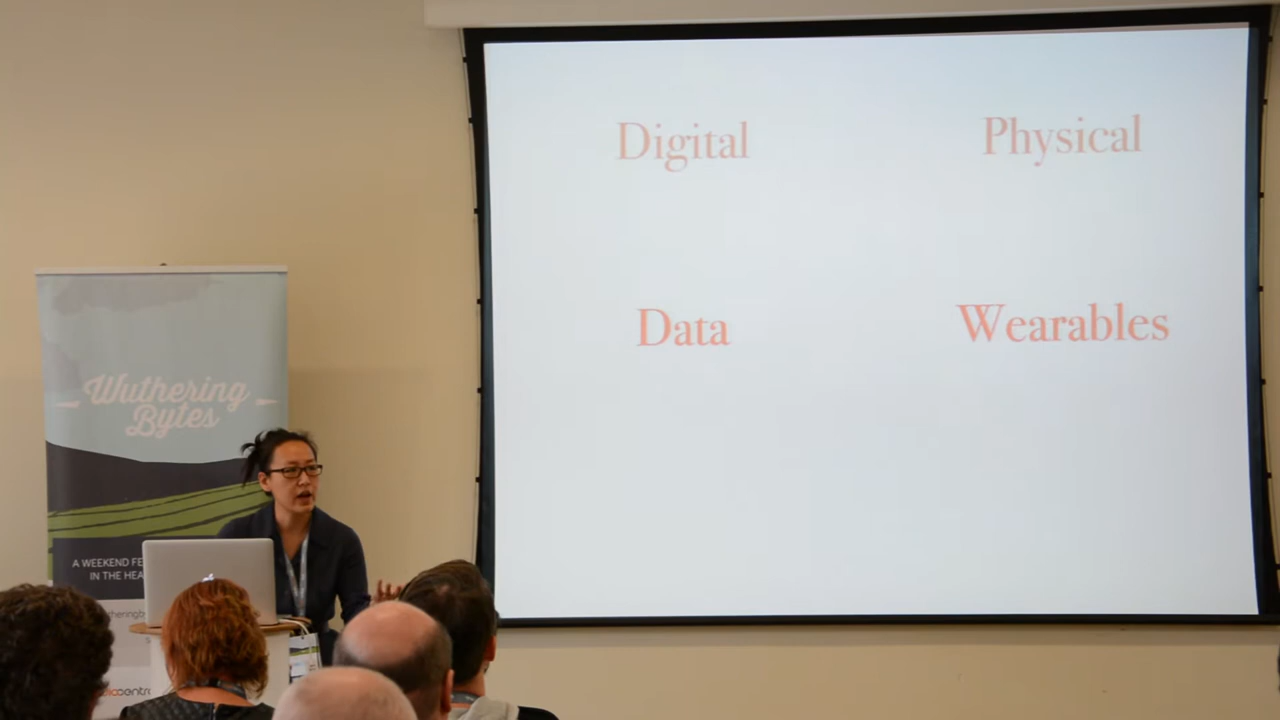 Digital
Physical
Data
Wearables
Wuthering
Bytes
A WEEKEND FE
IN THE HEA